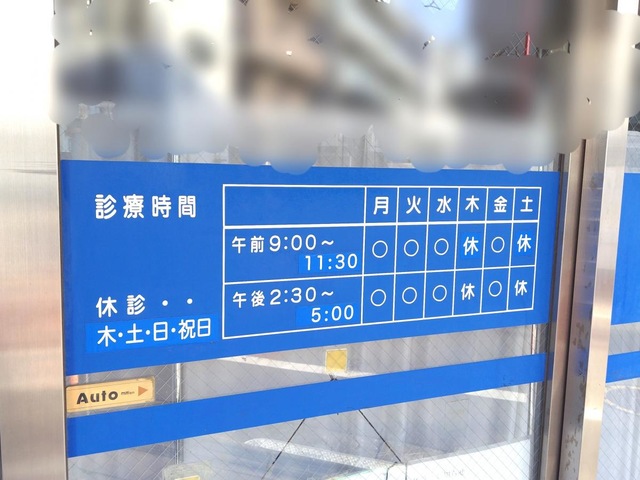 診療時間
月 火 水 木 金 土
午前9:00～
11:30 ○ ○ ○ 休 ○ 休
午後2:30～
5:00 ○ ○ ○ 休 ○ 休
休診・・
木・土・日・祝日
Auto